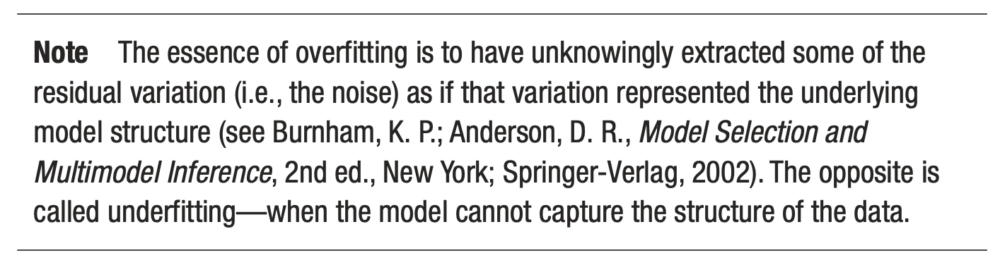 Note The essence of overfitting is to have unknowingly extracted some of the
residual variation (i.e., the noise) as if that variation represented the underlying
model structure (see Burnham, K. P.; Anderson, D. R., Model Selection and
Multimodel Inference, 2nd ed., New York; Springer-Verlag, 2002). The opposite is
called underfitting—when the model cannot capture the structure of the data.